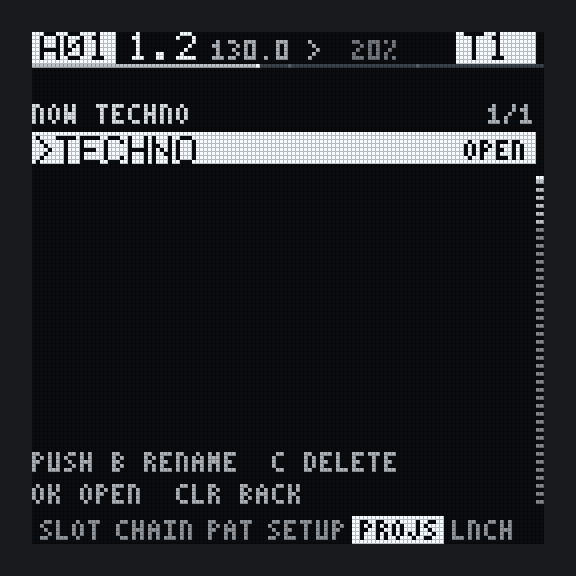 A01 1.2 130.0 > 20% T1
NOW TECHNO 1/1
>TECHNO OPEN
PUSH B RENAME C DELETE
OK OPEN CLR BACK
SLOT CHAIN PAT SETUP PROJS LNCH